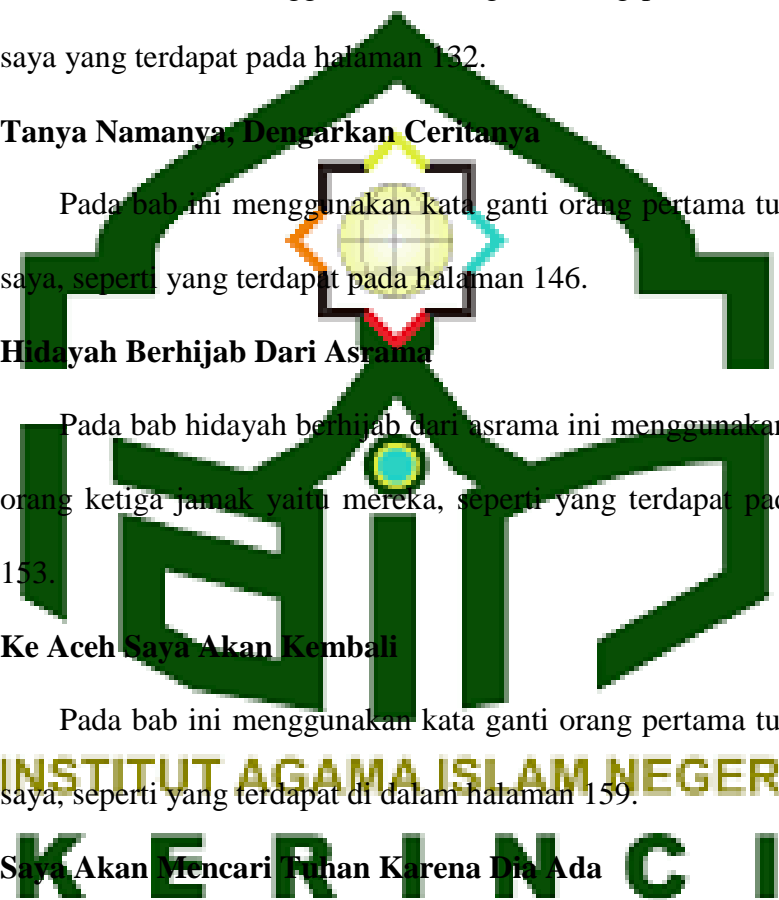 saya yang terdapat pada halaman 132.
Tanya Namanya, Dengarkan Ceritanya
Pada bab ini menggunakan kata ganti orang pertama tu
saya, seperti yang terdapat pada halaman 146.
Hidayah Berhijab Dari Asrama
Pada bab hidayah berhijab dari asrama ini menggunakan
orang ketiga jamak yaitu mereka, seperti yang terdapat pad
153.
Ke Aceh Saya Akan Kembali
Pada bab ini menggunakan kata ganti orang pertama tu
INSTITUT AGAMA ISLAM NEGER
saya, seperti yang terdapat di dalam halaman 159.
KERINCI
Saya Akan Mencari Tuhan Karena Dia Ada